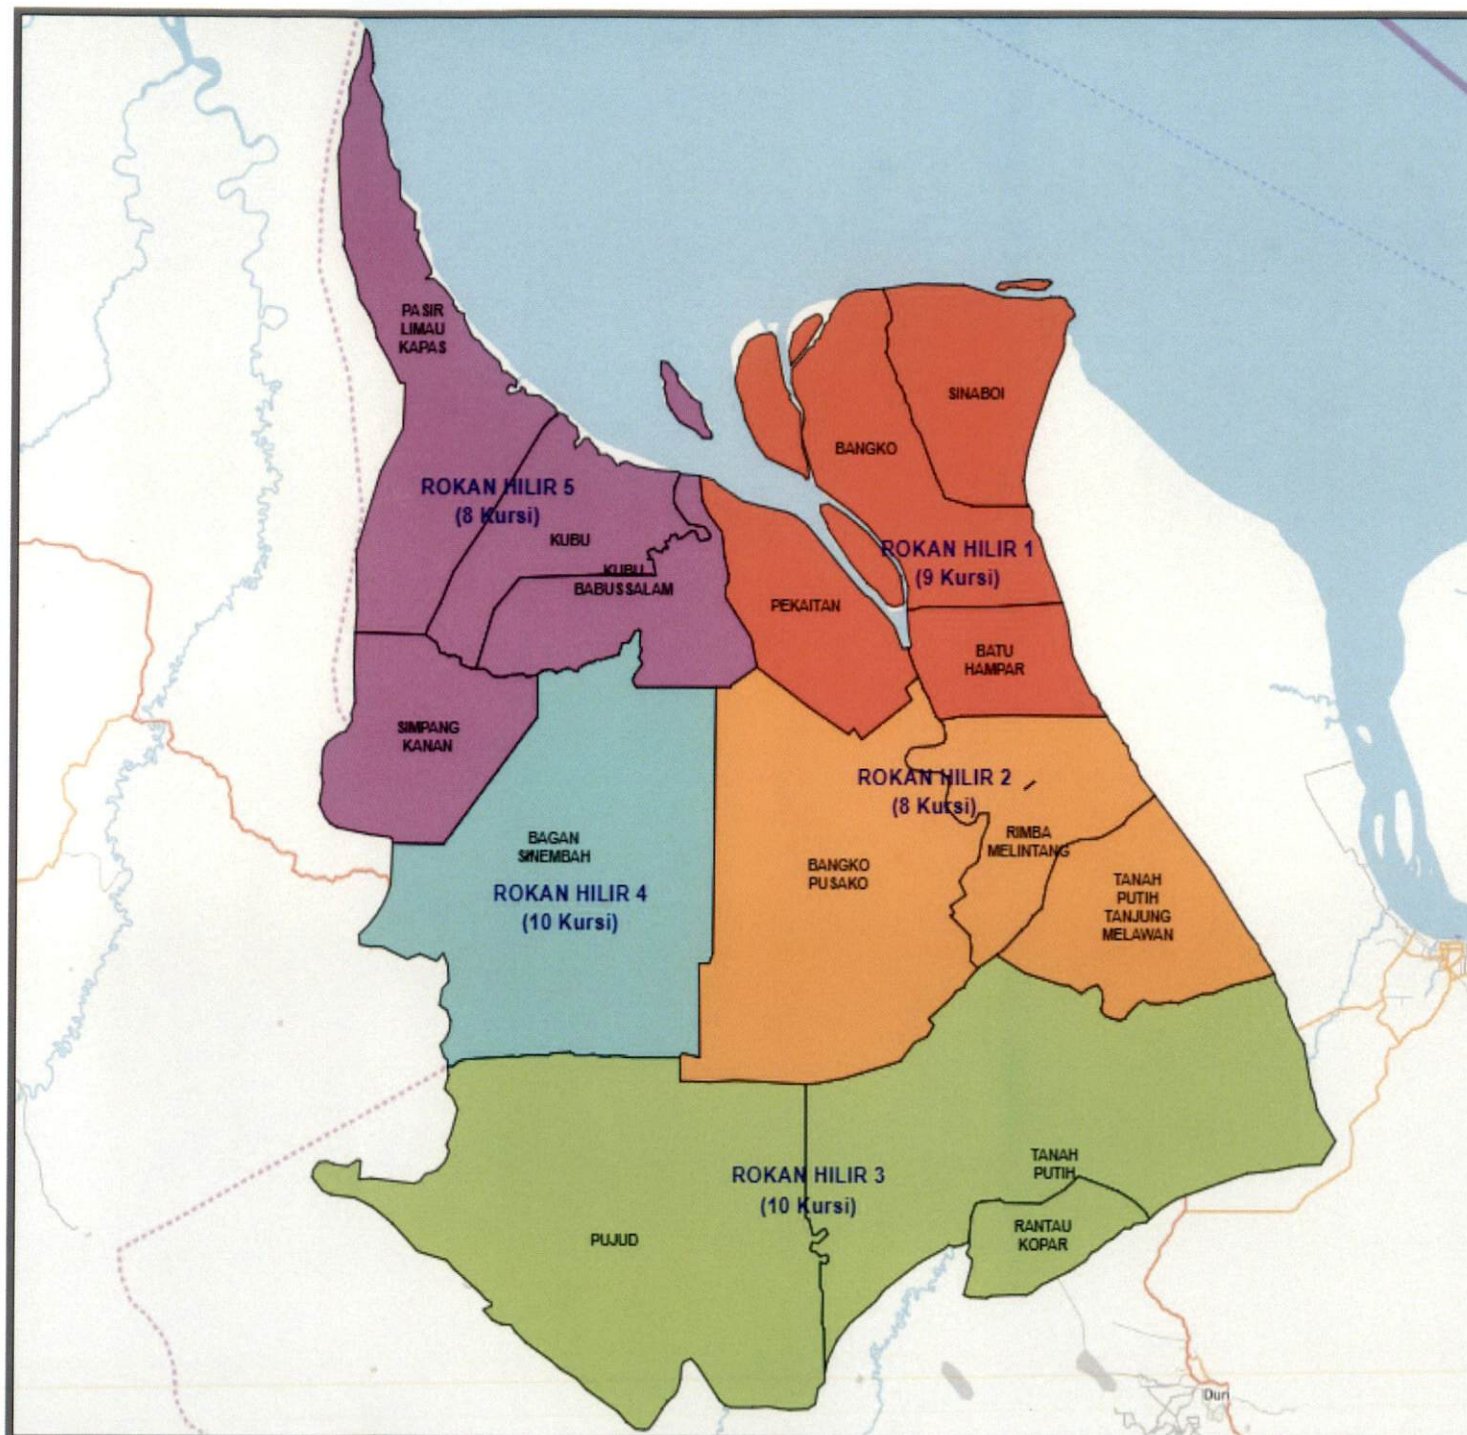 PASIR
LIMAU
KAPAS
SINABOI
BANGKO
ROKAN HILIR 5
(8 Kursi)
KUBU
ROKAN HILIR 1
(9 Kursi)
KUBU
BABUSSALAM
PEKAITAN
BATU
HAMPAR
SIMPANG
KANAN
ROKAN HILIR 2
(8 Kursi)
RIMBA
MELINTANG
BAGAN
SINEMBAH
BANGKO
PUSAKO
ROKAN HILIR 4
(10 Kursi)
TANAH
PUTIH
TANJUNG
MELAWAN
TANAH
PUTIH
ROKAN HILIR 3
(10 Kursi)
RANTAU
KOPAR
PUJUD
Duri